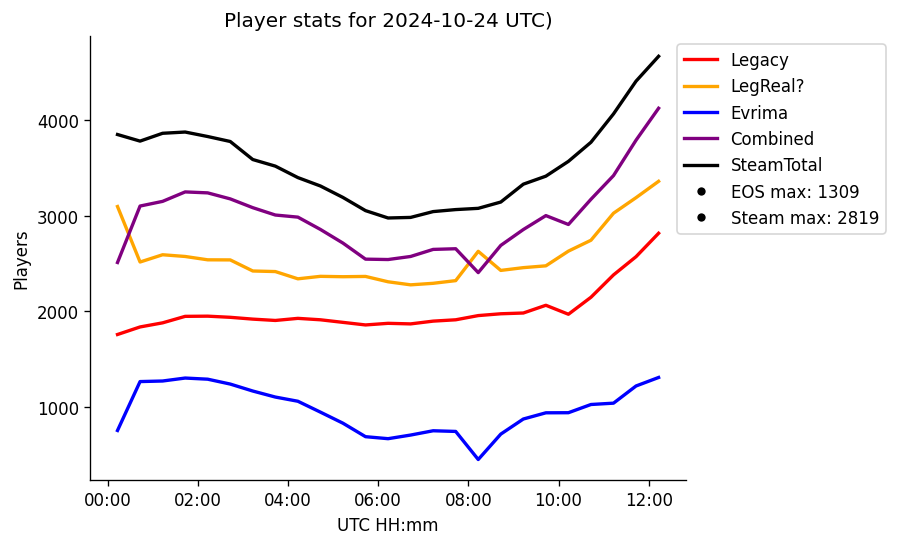 Player stats for 2024-10-24 UTC)
Legacy
LegReal?
Evrima
Combined
SteamTotal
EOS max: 1309
Steam max: 2819
Players
4000
3000
2000
1000
00:00 02:00 04:00 06:00 08:00 10:00 12:00
UTC HH:mm